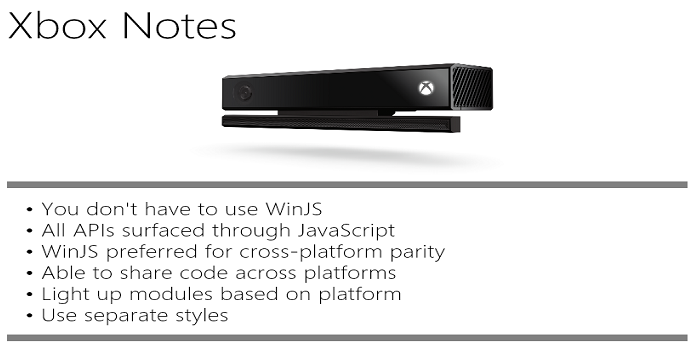 Xbox Notes
• You don't have to use WinJS
• All APIs surfaced through JavaScript
• WinJS preferred for cross-platform parity
• Able to share code across platforms
• Light up modules based on platform
• Use separate styles